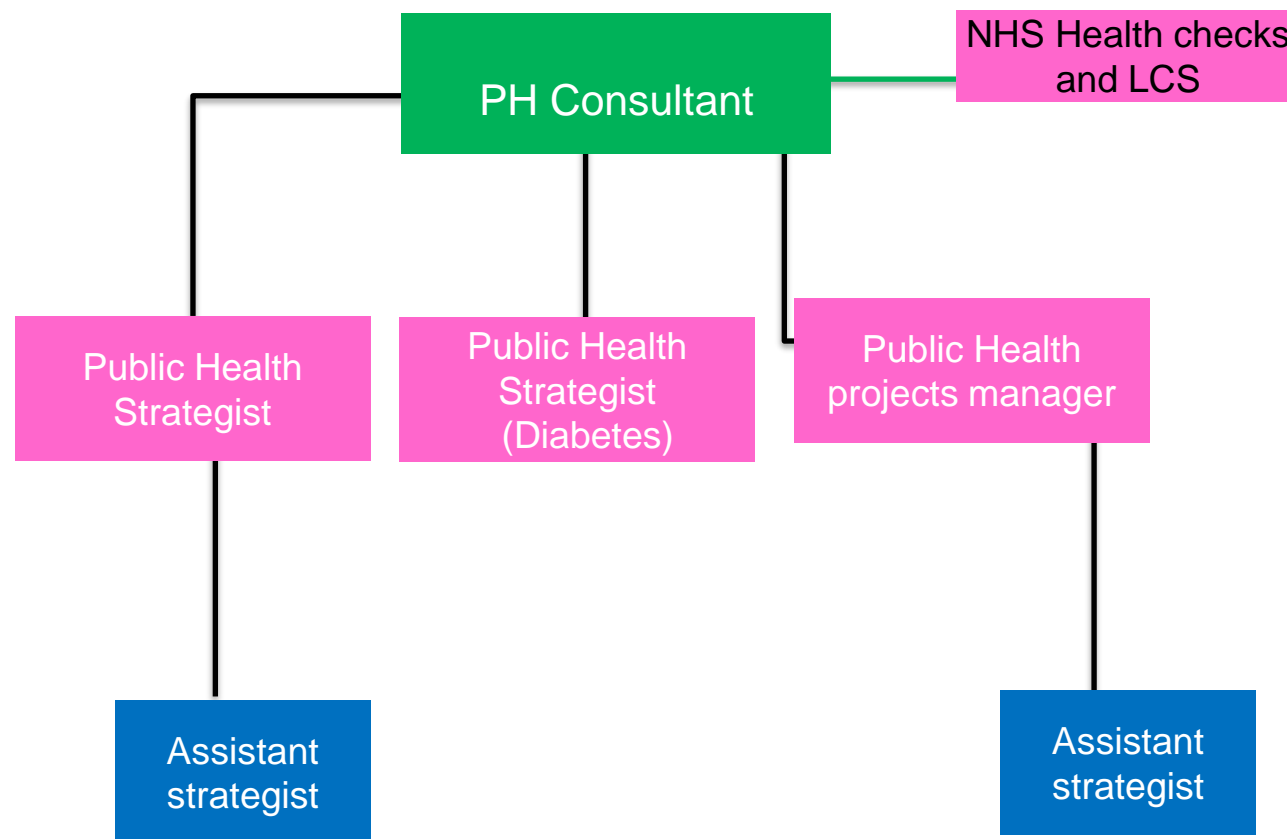 NHS Health checks
and LCS
PH Consultant
Public Health
Strategist
Public Health
Strategist
(Diabetes)
Public Health
projects manager
Assistant
strategist
Assistant
strategist